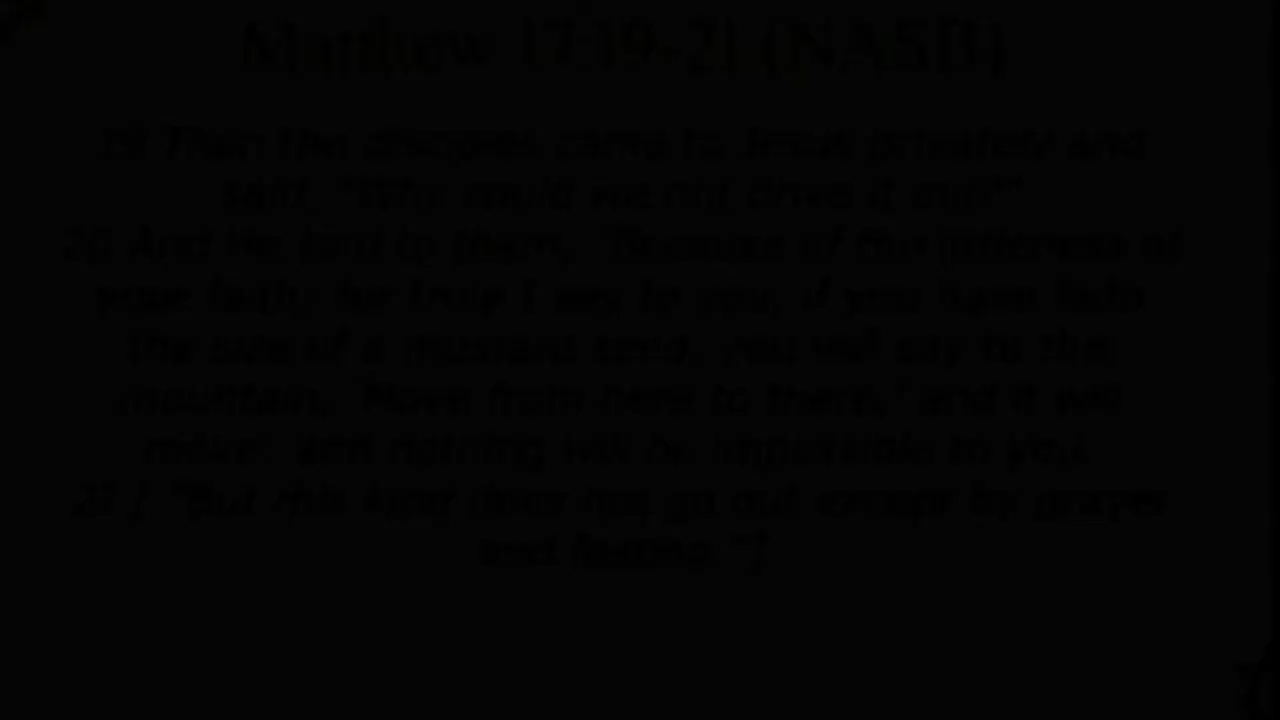 Matthew 17:19-21 (NASB)
19 Then the disciples came to Jesus privately and
said, "Why could we not drive it out?"
20 And He said to them, "Because of the littleness of
your faith; for truly I say to you, if you have faith
the size of a mustard seed, you will say to this
mountain, 'Move from here to there,' and it will
move; and nothing will be impossible to you.
21 [ "But this kind does not go out except by prayer
and fasting."]